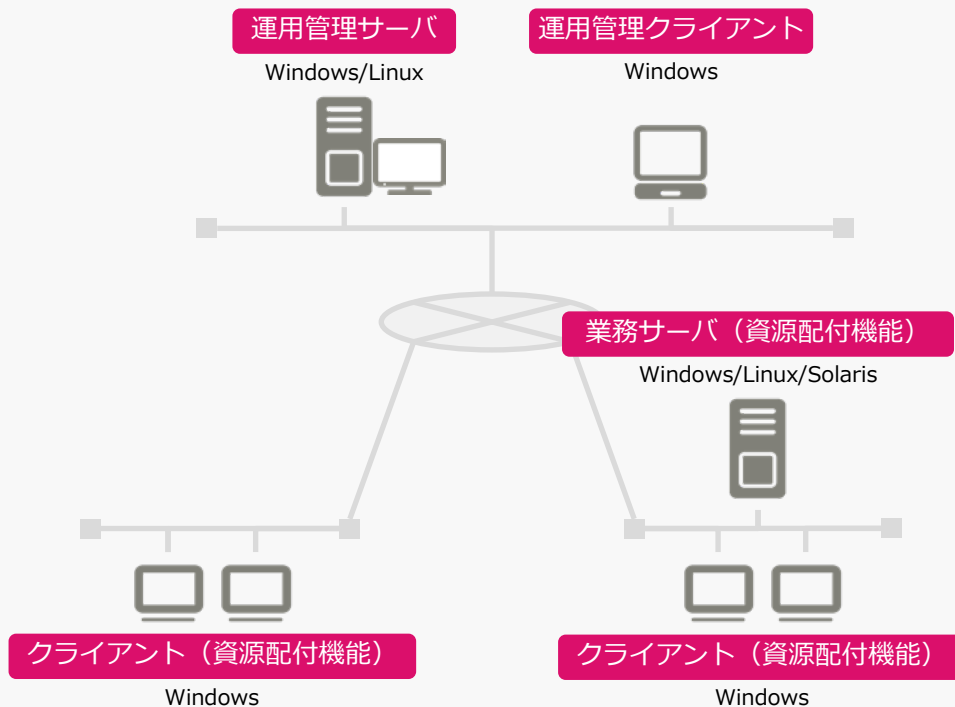 運用管理サーバ
Windows/Linux
運用管理クライアント
Windows
業務サーバ（資源配付機能）
Windows/Linux/Solaris
クライアント（資源配付機能）
Windows
クライアント（資源配付機能）
Windows